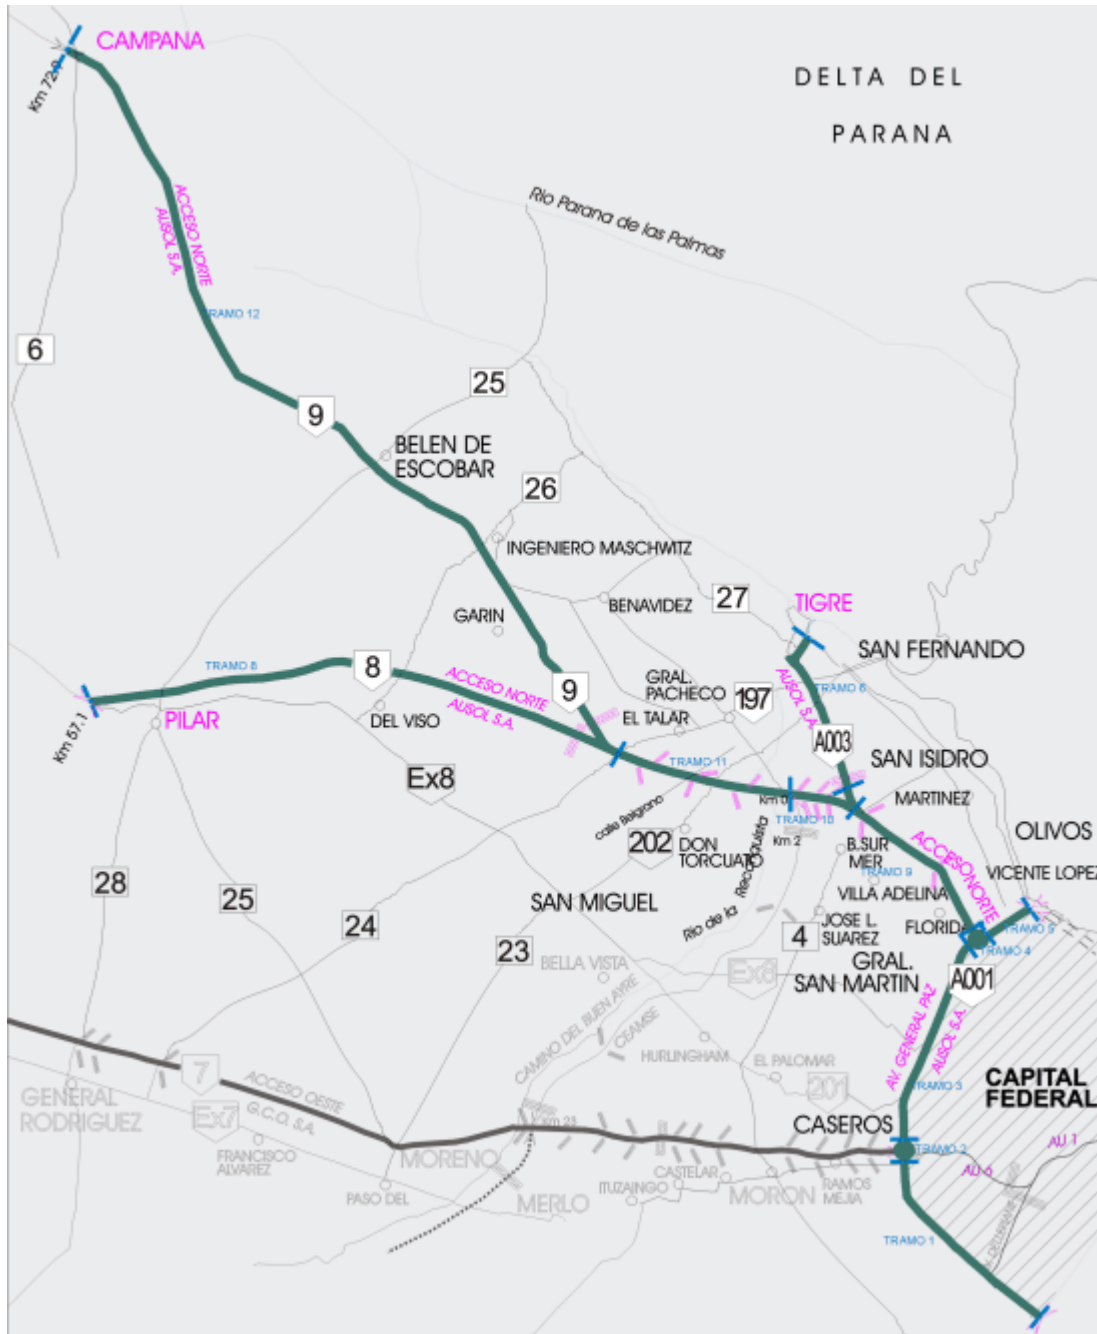 CAMPANA
Km 72.9
DELTA DEL
PARANA
Rio Parana de las Palmas
ACCESO NORTE
AUSOL S.A.
TRAMO 12
6
25
9
BELEN DE
ESCOBAR
26
INGENIERO MASCHWITZ
BENAVIDEZ
27
TIGRE
GARIN
SAN FERNANDO
TRAMO 8
8
ACCESO NORTE
AUSOL S.A.
9
GRAL.
PACHECO
197
AUSOL S.A.
TRAMO 6
Km 57.1
PILAR
DEL VISO
EL TALAR
A003
SAN ISIDRO
Ex8
TRAMO 11
MARTINEZ
Km 0
calle Belgrano
TRAMO 10
OLIVOS
202
DON
TORCUATO
Km 2
B.SUR
MER
ACCESO NORTE
VICENTE LOPEZ
TRAMO 9
28
25
VILLA ADELINA
SAN MIGUEL
Rio de la Reconquista
24
JOSE L.
SUAREZ
FLORIDA
TRAMO 5
23
4
TRAMO 4
GRAL.
SAN MARTIN
BELLA VISTA
Ex8
A001
CAMINO DEL BUEN AYRE
CEAMSE
AV. GENERAL PAZ
AUSOL S.A.
HURLINGHAM
EL PALOMAR
7
ACCESO OESTE
G.C.O. S.A.
201
TRAMO 3
CAPITAL
FEDERAL
GENERAL
RODRIGUEZ
Ex7
Km 23
CASEROS
AU 1
FRANCISCO
ALVAREZ
MORENO
TRAMO 2
AU 6
CASTELAR
RAMOS
MEJIA
PASO DEL
MERLO
ITUZAINGO
MORON
TRAMO 1